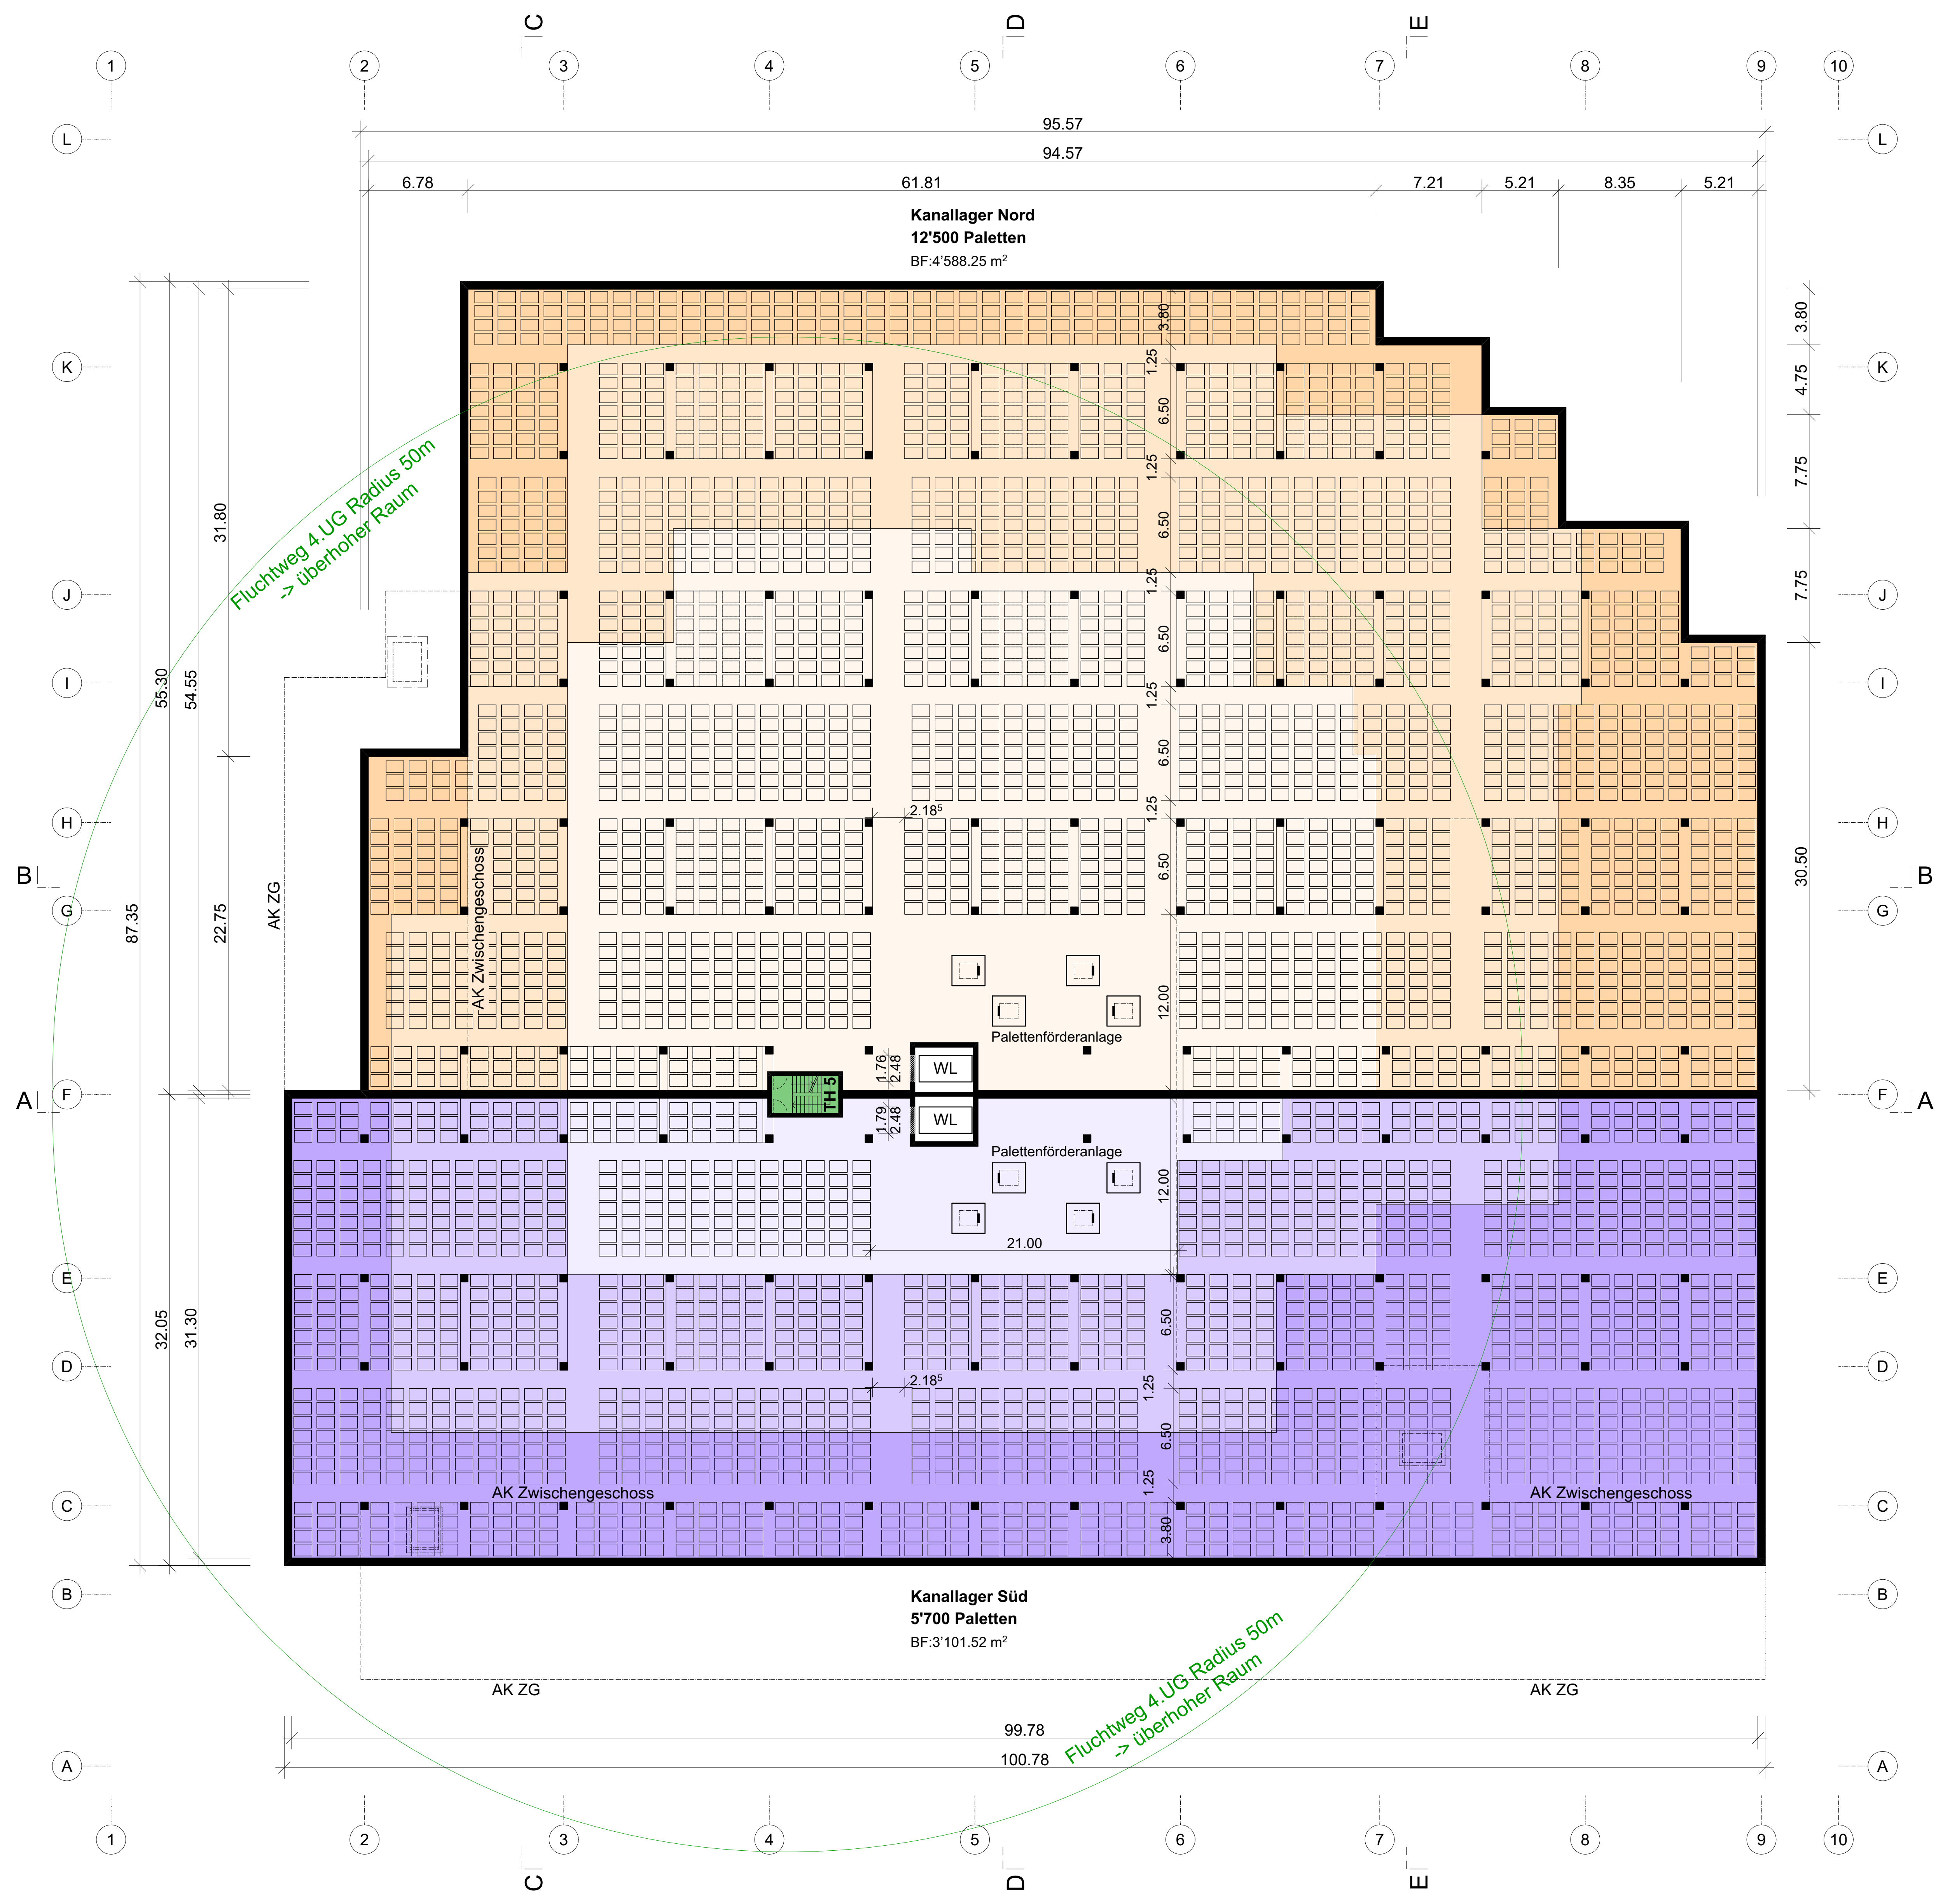 C D E
1 2 3 4 5 6 7 8 9 10
L L
95.57
94.57
6.78 61.81 7.21 5.21 8.35 5.21
Kanallager Nord
12'500 Paletten
BF:4'588.25 m²
3.80 3.80
1.25
K K
4.75
6.50
Fluchtweg 4.UG Radius 50m
-> überhoher Raum
1.25
7.75
31.80
6.50
1.25
J J
7.75
6.50
55.30
54.55
I I
1.25
6.50
2.18⁵
1.25
H H
AK Zwischengeschoss
B B
6.50
30.50
AK ZG
G G
87.35
22.75
12.00
Palettenförderanlage
1.76
2.48
WL
TH 5
A F F A
1.79
2.48
WL
Palettenförderanlage
12.00
21.00
E E
32.05
31.30
6.50
D D
2.18⁵
1.25
6.50
1.25
AK Zwischengeschoss AK Zwischengeschoss
C C
3.80
B B
Kanallager Süd
5'700 Paletten
BF:3'101.52 m²
Fluchtweg 4.UG Radius 50m
-> überhoher Raum
AK ZG AK ZG
99.78
100.78
A A
1 2 3 4 5 6 7 8 9 10
C D E